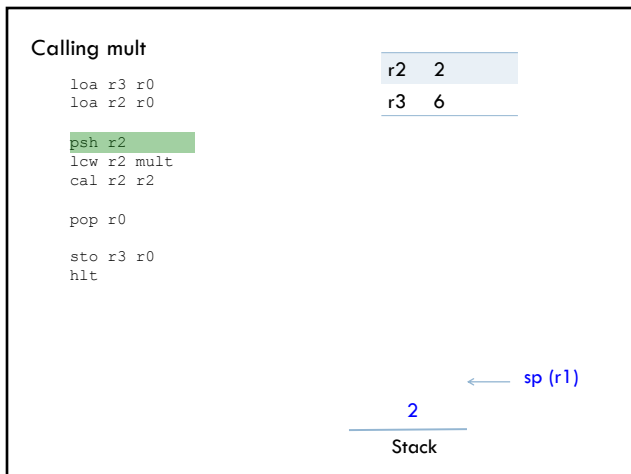 Calling mult
loa r3 r0
loa r2 r0
psh r2
lcw r2 mult
cal r2 r2
pop r0
sto r3 r0
hlt
r2 2
r3 6
sp (r1)
2
Stack